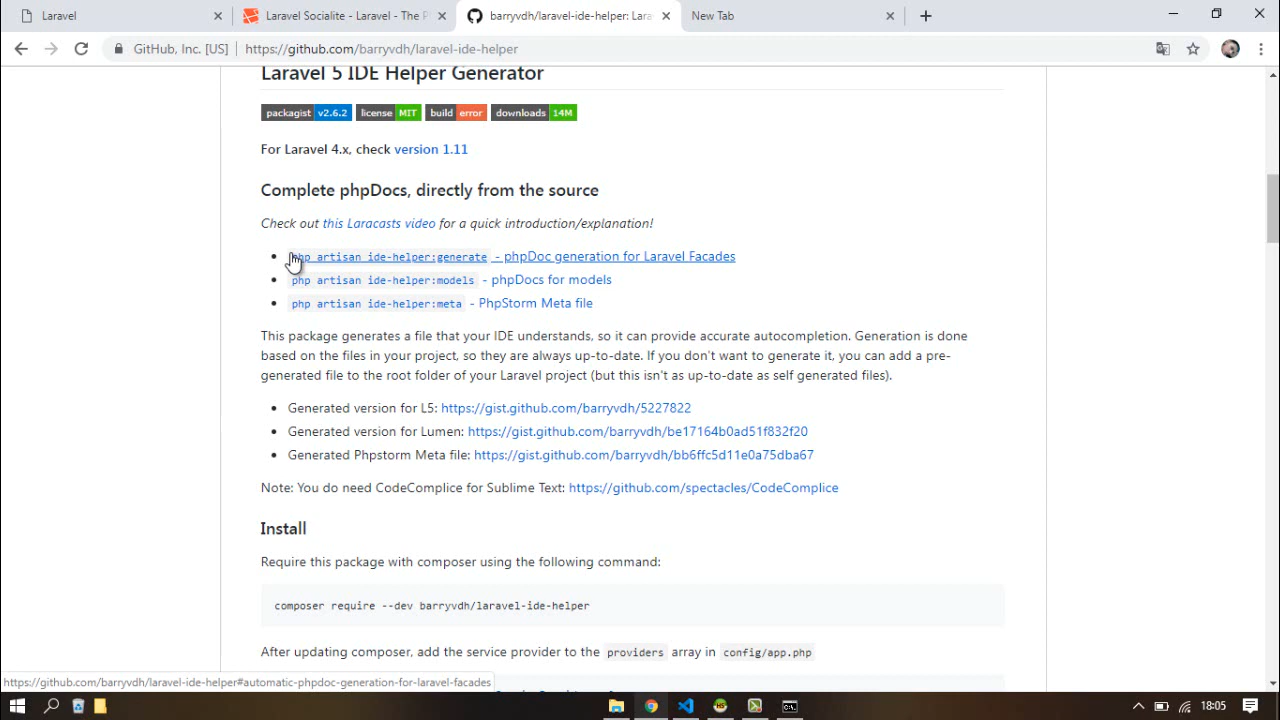 Laravel
Laravel Socialite - Laravel - The P
barryvdh/laravel-ide-helper: Lara
New Tab
GitHub, Inc. [US]
https://github.com/barryvdh/laravel-ide-helper
Laravel 5 IDE Helper Generator
packagist v2.6.2 license MIT build error downloads 14M
For Laravel 4.x, check version 1.11
Complete phpDocs, directly from the source
Check out this Laracasts video for a quick introduction/explanation!
php artisan ide-helper:generate - phpDoc generation for Laravel Facades
php artisan ide-helper:models - phpDocs for models
php artisan ide-helper:meta - PhpStorm Meta file
This package generates a file that your IDE understands, so it can provide accurate autocompletion. Generation is done
based on the files in your project, so they are always up-to-date. If you don't want to generate it, you can add a pre-
generated file to the root folder of your Laravel project (but this isn't as up-to-date as self generated files).
Generated version for L5: https://gist.github.com/barryvdh/5227822
Generated version for Lumen: https://gist.github.com/barryvdh/be17164b0ad51f832f20
Generated Phpstorm Meta file: https://gist.github.com/barryvdh/bb6ffc5d11e0a75dba67
Note: You do need CodeComplice for Sublime Text: https://github.com/spectacles/CodeComplice
Install
Require this package with composer using the following command:
composer require --dev barryvdh/laravel-ide-helper
After updating composer, add the service provider to the providers array in config/app.php
https://github.com/barryvdh/laravel-ide-helper#automatic-phpdoc-generation-for-laravel-facades
18:05